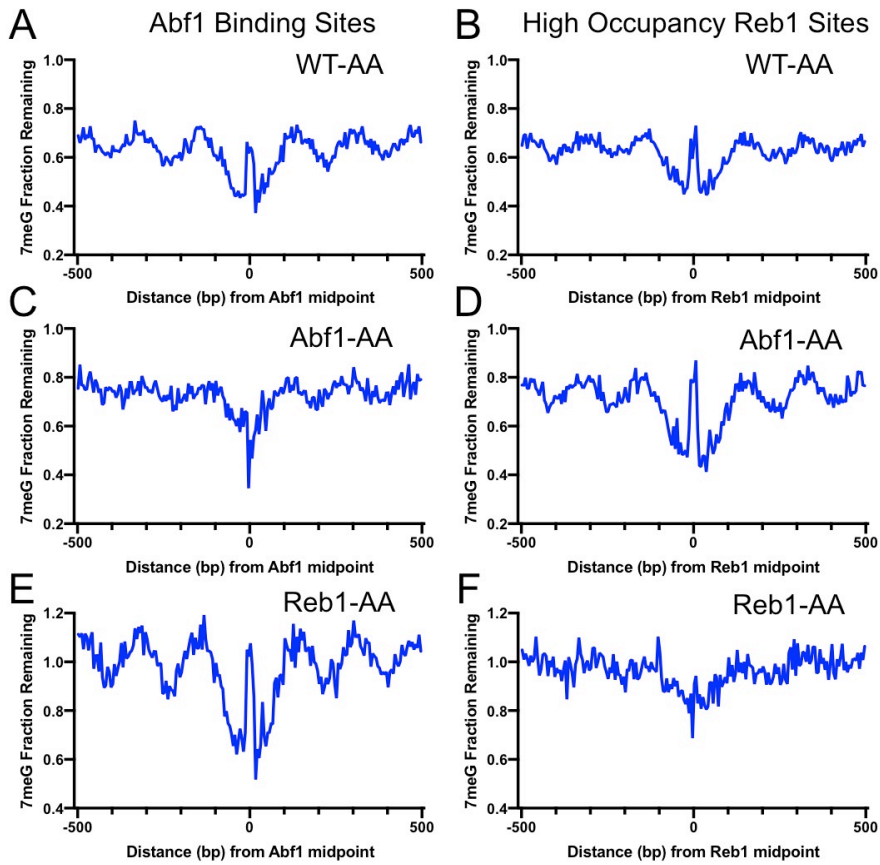 A
Abf1 Binding Sites
WT-AA
7meG Fraction Remaining
1.0
0.8
0.6
0.4
0.2
-500
0
500
Distance (bp) from Abf1 midpoint
B
High Occupancy Reb1 Sites
WT-AA
7meG Fraction Remaining
1.0
0.8
0.6
0.4
0.2
-500
0
500
Distance (bp) from Reb1 midpoint
C
Abf1-AA
7meG Fraction Remaining
1.0
0.8
0.6
0.4
0.2
-500
0
500
Distance (bp) from Abf1 midpoint
D
Abf1-AA
7meG Fraction Remaining
1.0
0.8
0.6
0.4
0.2
-500
0
500
Distance (bp) from Reb1 midpoint
E
Reb1-AA
7meG Fraction Remaining
1.2
1.0
0.8
0.6
0.4
-500
0
500
Distance (bp) from Abf1 midpoint
F
Reb1-AA
7meG Fraction Remaining
1.2
1.0
0.8
0.6
0.4
-500
0
500
Distance (bp) from Reb1 midpoint